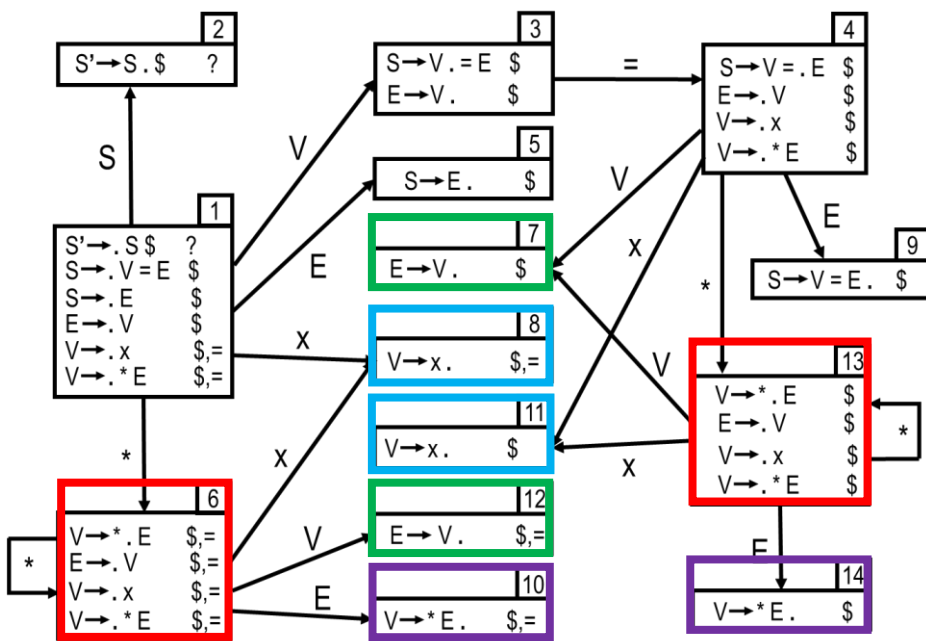 2
S'→S.$ ?
S
1
S'→.S$ ?
S→.V=E $
S→.E $
E→.V $
V→.x $,=
V→.*E $,=
*
6
V→*.E $,=
E→.V $,=
V→.x $,=
V→.*E $,=
*
V
E
x
x
V
E
3
S→V.=E $
E→V. $
=
5
S→E. $
7
E→V. $
8
V→x. $,=
11
V→x. $
12
E→V. $,=
10
V→*E. $,=
4
S→V=.E $
E→.V $
V→.x $
V→.*E $
V
x
*
E
9
S→V=E. $
V
x
13
V→*.E $
E→.V $
V→.x $
V→.*E $
*
E
14
V→*E. $